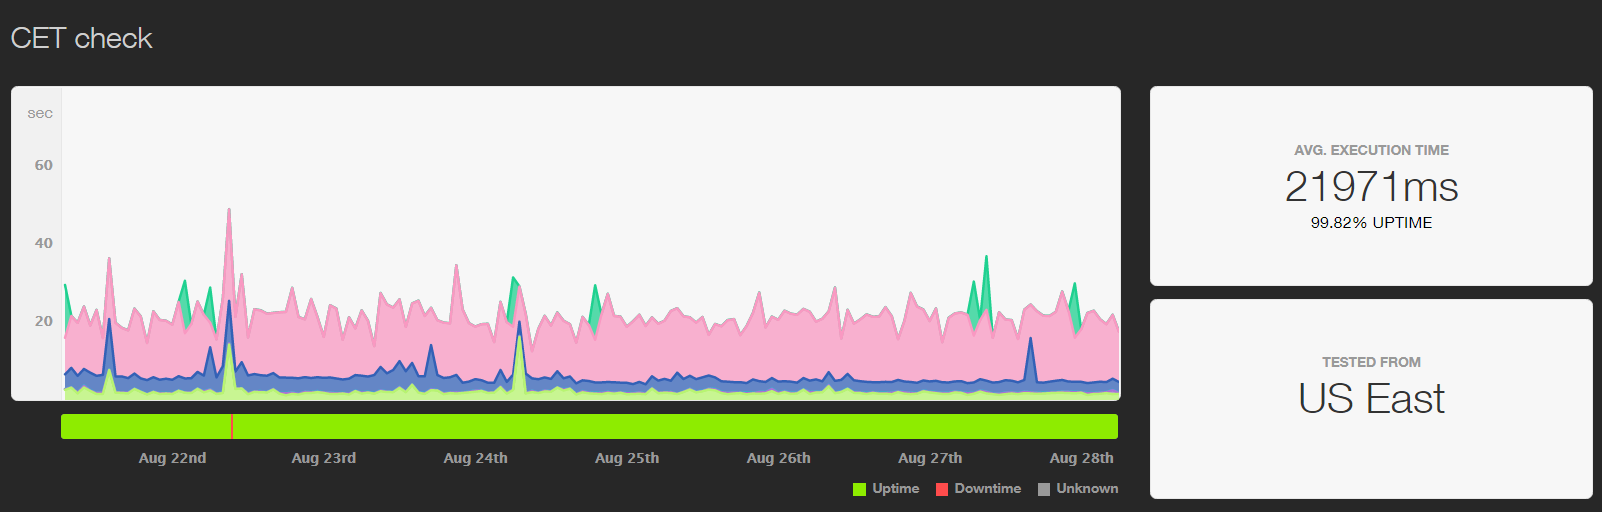 CET check
sec
60
40
20
Aug 22nd Aug 23rd Aug 24th Aug 25th Aug 26th Aug 27th Aug 28th
Uptime Downtime Unknown
AVG. EXECUTION TIME
21971ms
99.82% UPTIME
TESTED FROM
US East